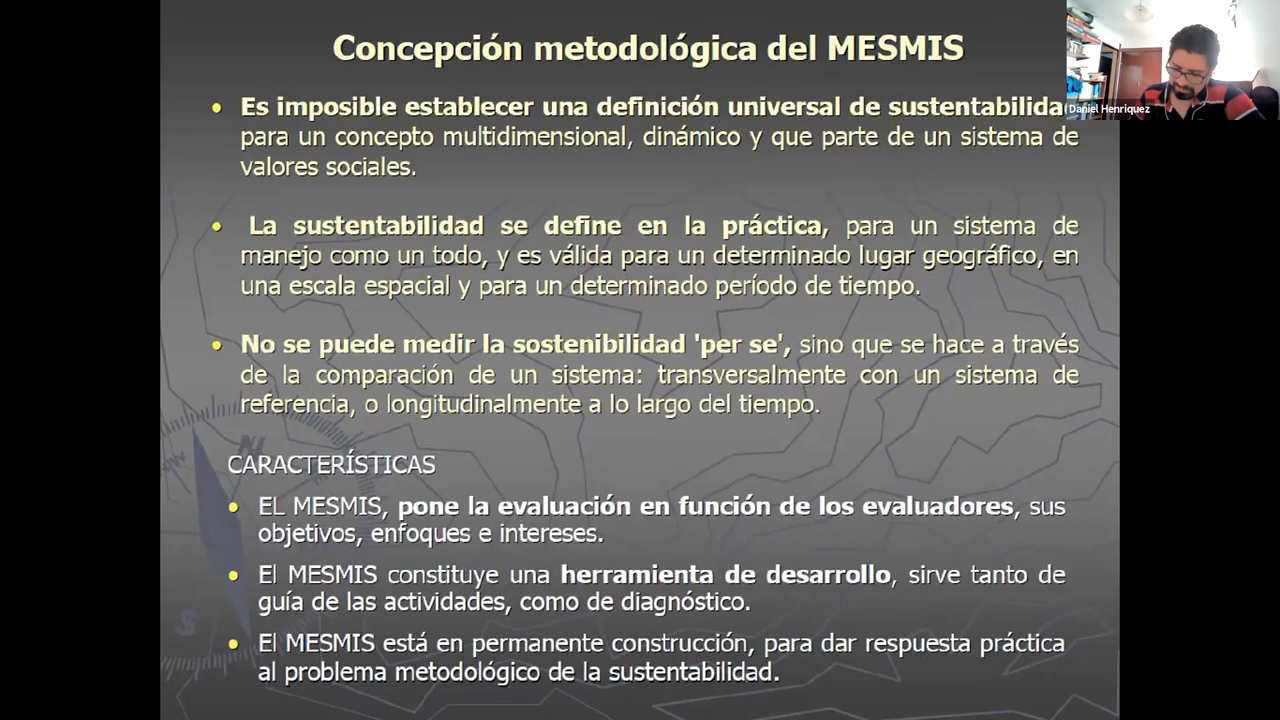 Concepción metodológica del MESMIS
Daniel Henriquez
• Es imposible establecer una definición universal de sustentabilida
para un concepto multidimensional, dinámico y que parte de un sistema de
valores sociales.
• La sustentabilidad se define en la práctica, para un sistema de
manejo como un todo, y es válida para un determinado lugar geográfico, en
una escala espacial y para un determinado período de tiempo.
• No se puede medir la sostenibilidad 'per se', sino que se hace a través
de la comparación de un sistema: transversalmente con un sistema de
referencia, o longitudinalmente a lo largo del tiempo.
CARACTERÍSTICAS
• EL MESMIS, pone la evaluación en función de los evaluadores, sus
objetivos, enfoques e intereses.
• El MESMIS constituye una herramienta de desarrollo, sirve tanto de
guía de las actividades, como de diagnóstico.
• El MESMIS está en permanente construcción, para dar respuesta práctica
al problema metodológico de la sustentabilidad.
N
W
S